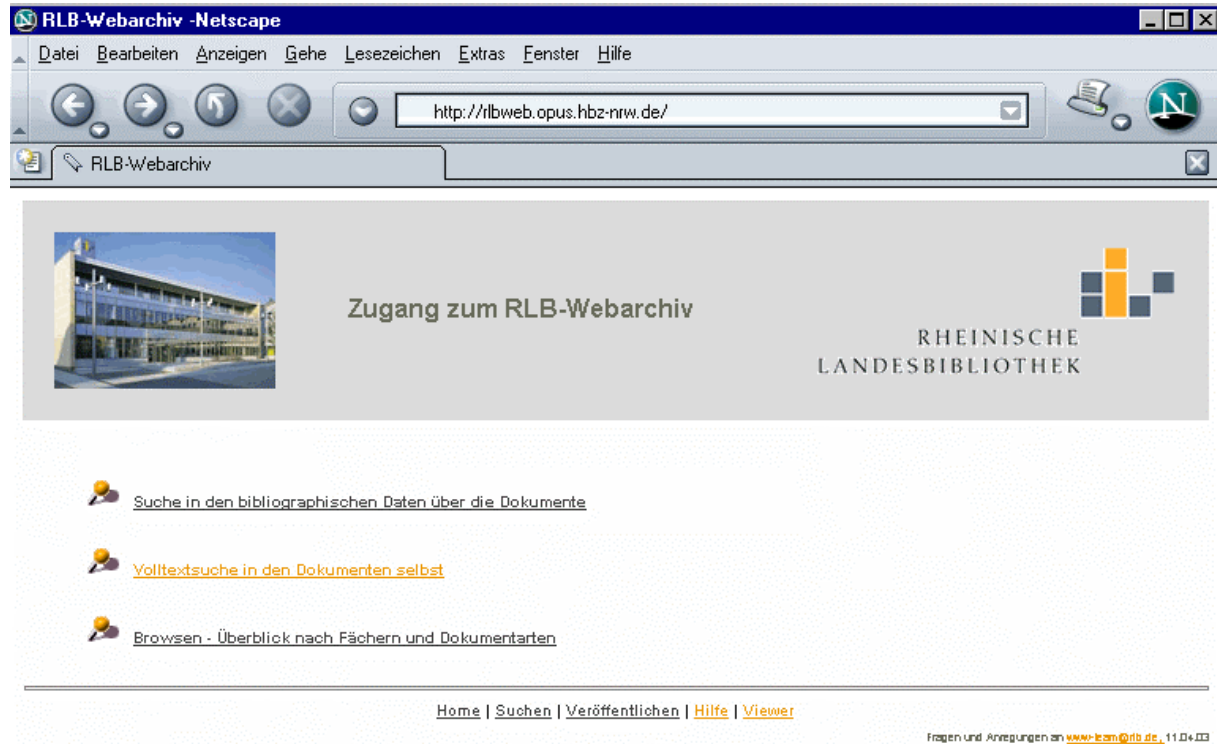 RLB-Webarchiv -Netscape
Datei Bearbeiten Anzeigen Gehe Lesezeichen Extras Fenster Hilfe
http://rlbweb.opus.hbz-nrw.de/
RLB-Webarchiv
Zugang zum RLB-Webarchiv
RHEINISCHE
LANDESBIBLIOTHEK
Suche in den bibliographischen Daten über die Dokumente
Volltextsuche in den Dokumenten selbst
Browsen - Überblick nach Fächern und Dokumentarten
Home | Suchen | Veröffentlichen | Hilfe | Viewer
Fragen und Anregungen an www-team@rlb.de, 11.04.03